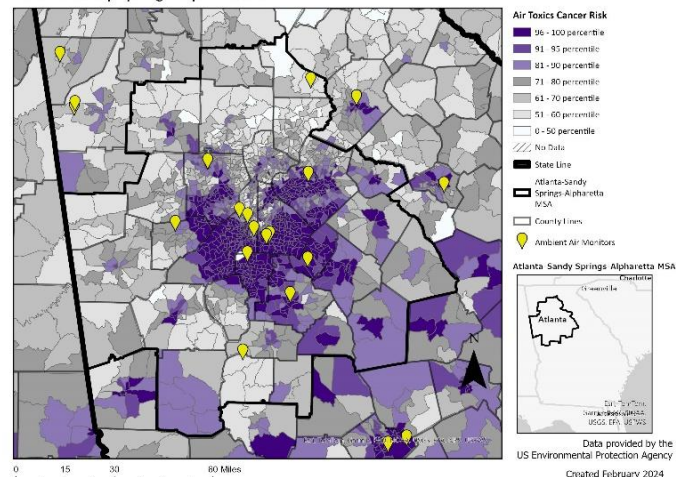 Air Toxics Cancer Risk
96 - 100 percentile
91 - 95 percentile
81 - 90 percentile
71 - 80 percentile
61 - 70 percentile
51 - 60 percentile
0 - 50 percentile
No Data
State Line
Atlanta-Sandy
Springs-Alpharetta
MSA
County Lines
Ambient Air Monitors
Atlanta Sandy Springs Alpharetta MSA
Charlotte
Greenville
Atlanta
USGS, EPA, USFWS
N
Data provided by the
US Environmental Protection Agency
0 15 30 60 Miles
Created February 2024